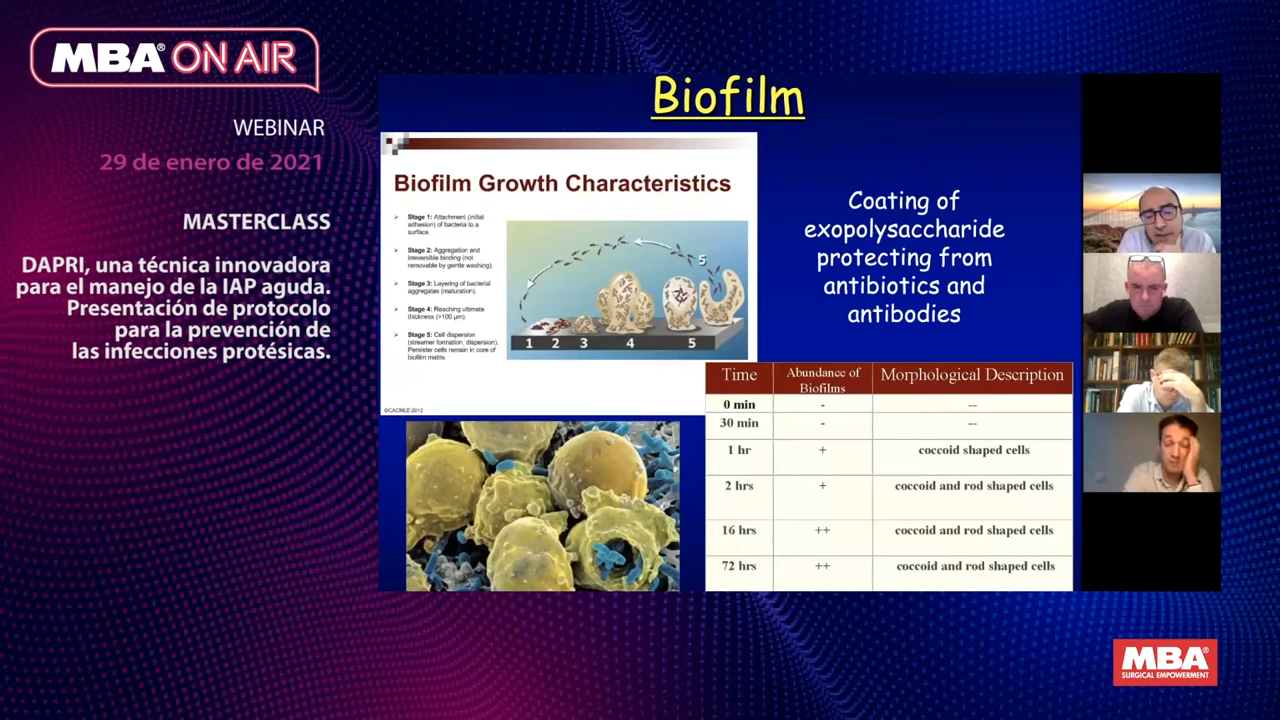 MBA® ON AIR
WEBINAR
29 de enero de 2021
MASTERCLASS
DAPRI, una técnica innovadora
para el manejo de la IAP aguda.
Presentación de protocolo
para la prevención de
las infecciones protésicas.
Biofilm
Biofilm Growth Characteristics
Stage 1: Attachment (initial
adhesion) of bacteria to a
surface.
Stage 2: Aggregation and
irreversible binding (not
removable by gentle washing).
Stage 3: Layering of bacterial
aggregates (maturation).
Stage 4: Reaching ultimate
thickness (>100 µm).
Stage 5: Cell dispersion
(streamer formation, dispersion).
Persister cells remain in core of
biofilm matrix.
5
1 2 3 4 5
©CACMLE 2012
Coating of
exopolysaccharide
protecting from
antibiotics and
antibodies
Time Abundance of Biofilms Morphological Description
0 min - --
30 min - --
1 hr + coccoid shaped cells
2 hrs + coccoid and rod shaped cells
16 hrs ++ coccoid and rod shaped cells
72 hrs ++ coccoid and rod shaped cells
MBA®
SURGICAL EMPOWERMENT